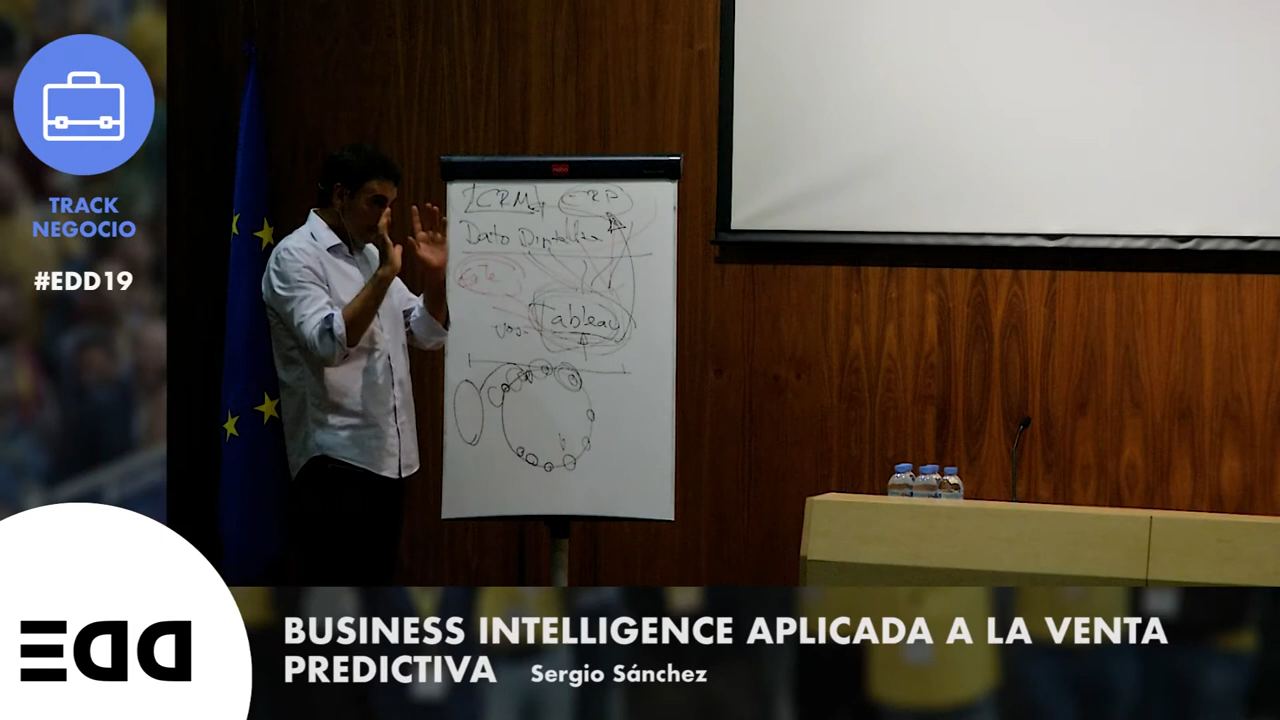 TRACK
NEGOCIO
#EDD19
CRM
ERP
Dato
Tableau
EDD
BUSINESS INTELLIGENCE APLICADA A LA VENTA
PREDICTIVA Sergio Sánchez